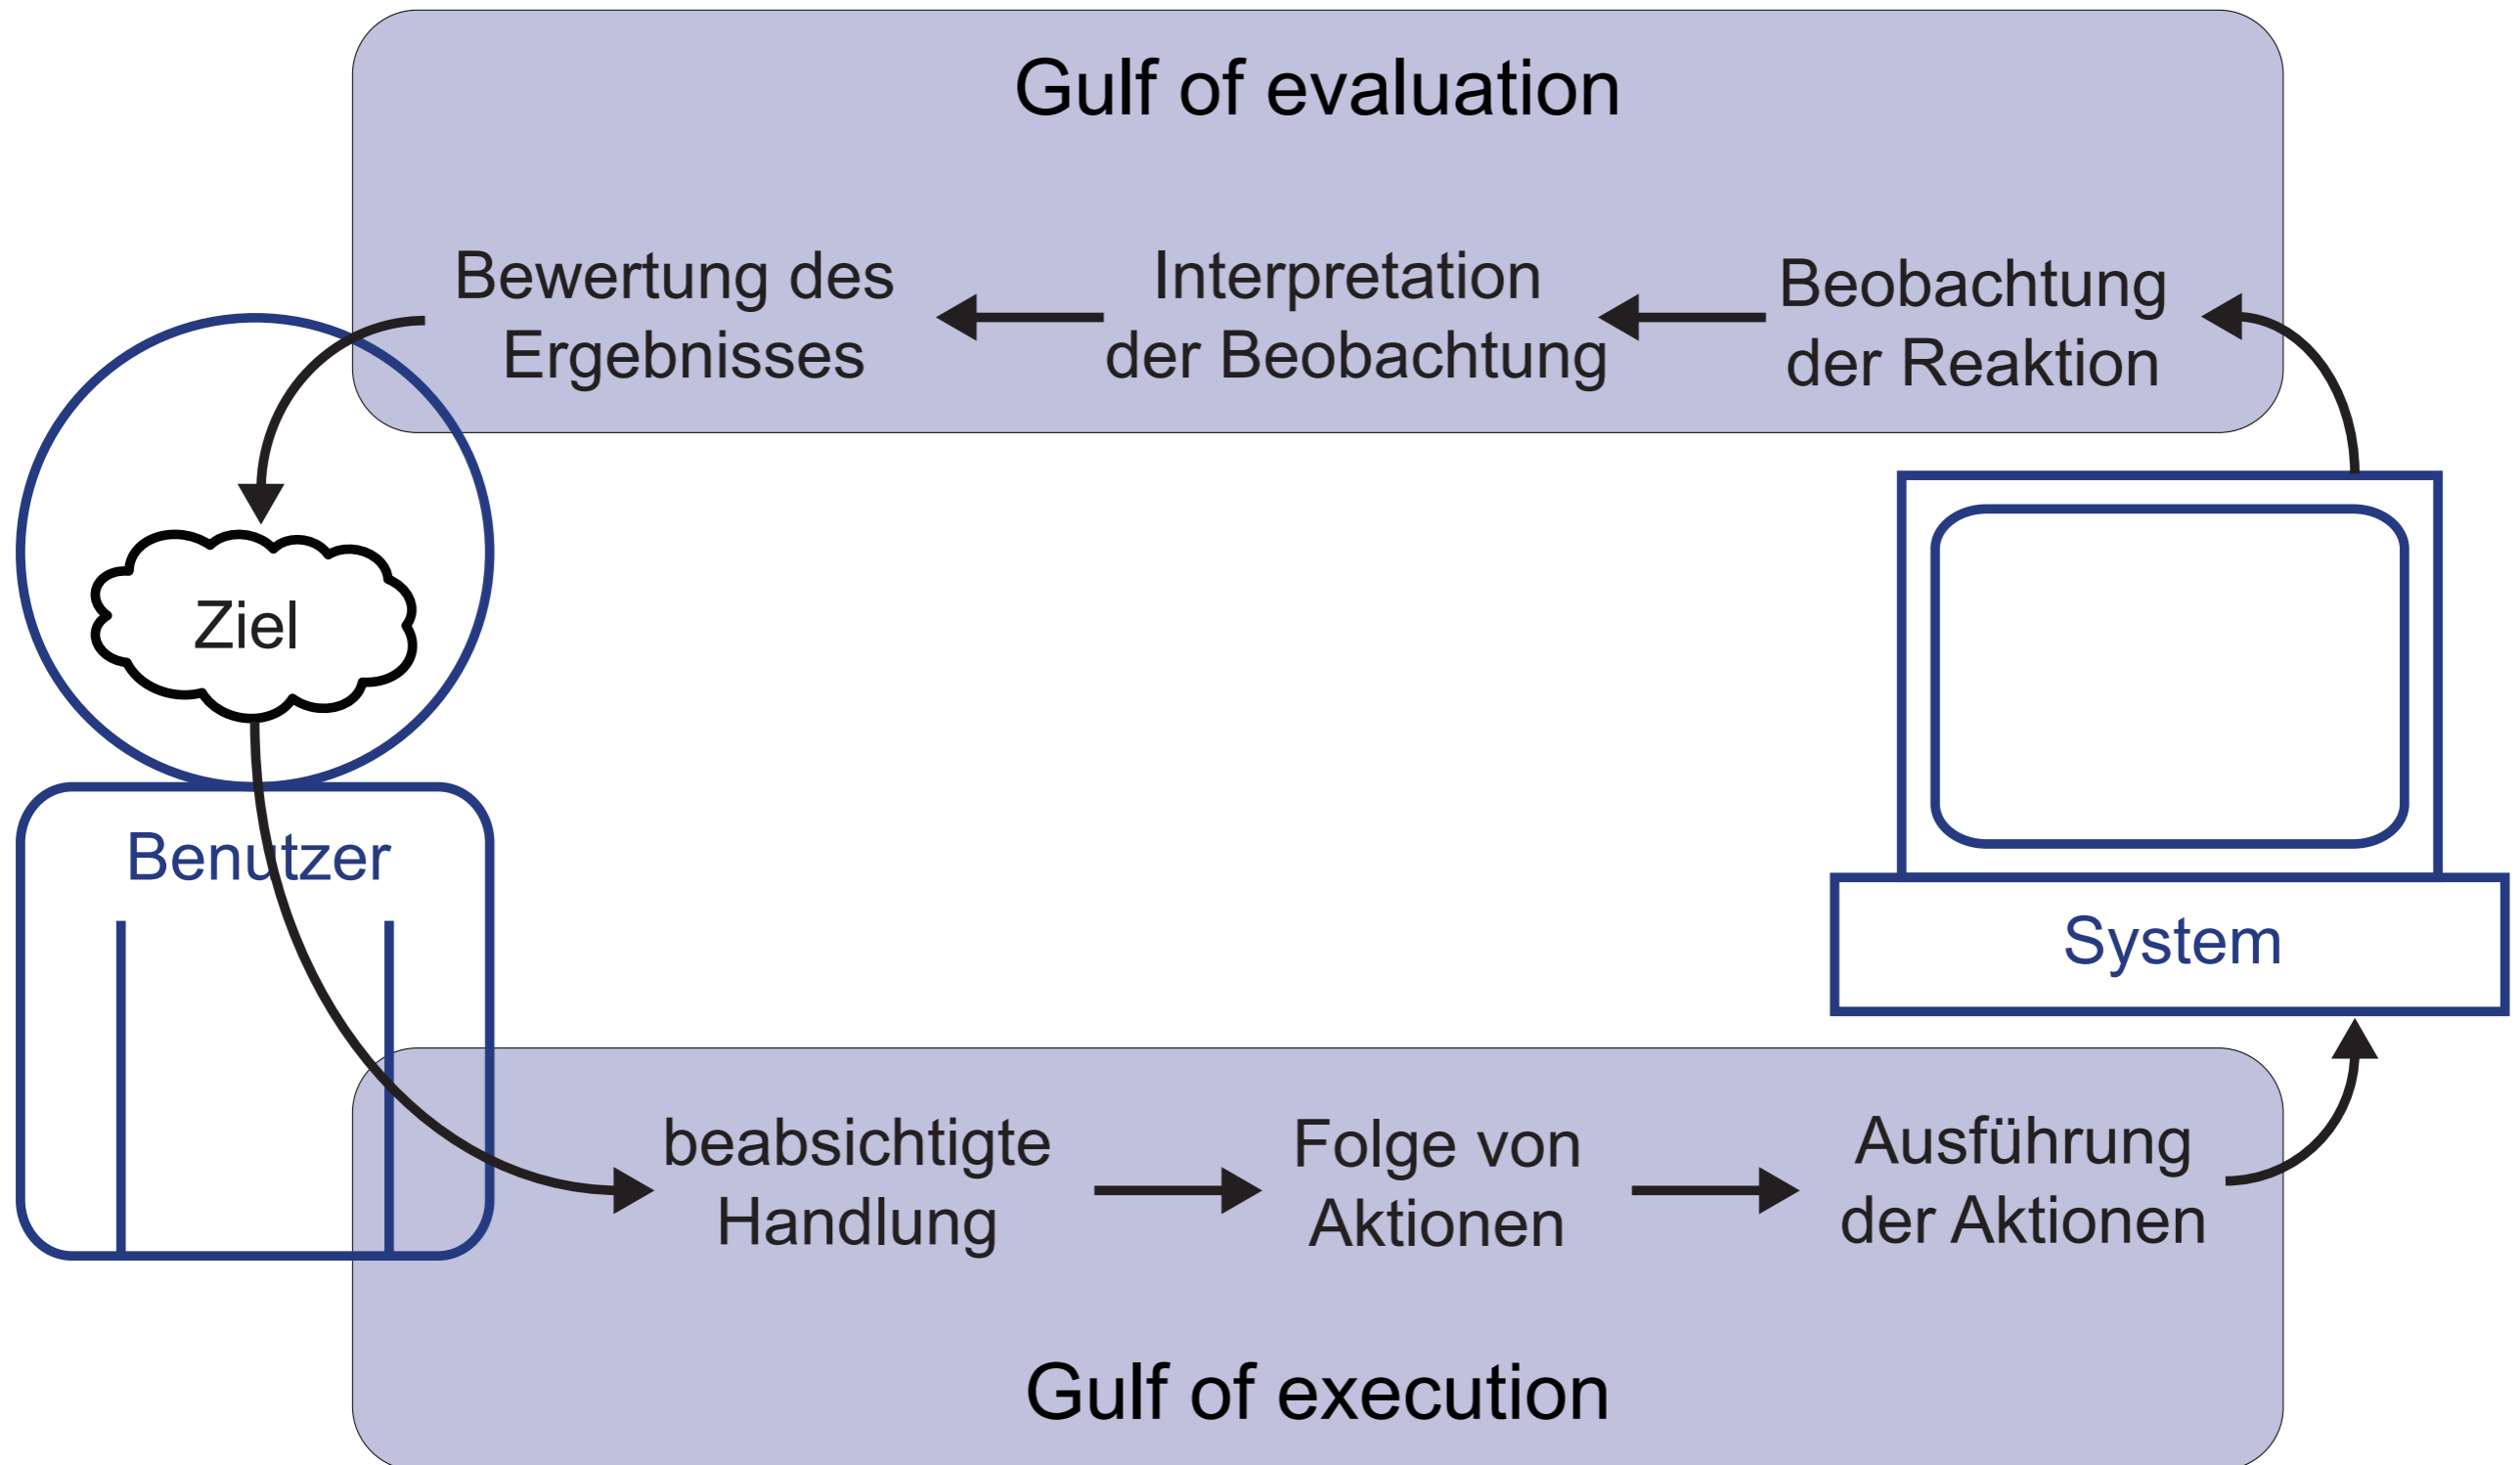 Gulf of evaluation
Bewertung des
Ergebnisses
Interpretation
der Beobachtung
Beobachtung
der Reaktion
Ziel
Benutzer
System
beabsichtigte
Handlung
Folge von
Aktionen
Ausführung
der Aktionen
Gulf of execution